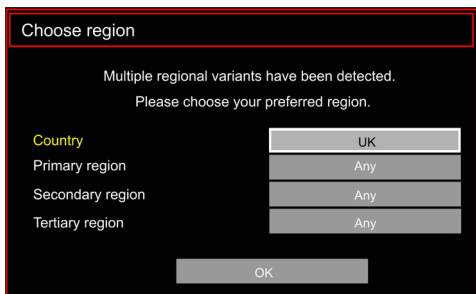 Choose region
Multiple regional variants have been detected.
Please choose your preferred region.
Country UK
Primary region Any
Secondary region Any
Tertiary region Any
OK